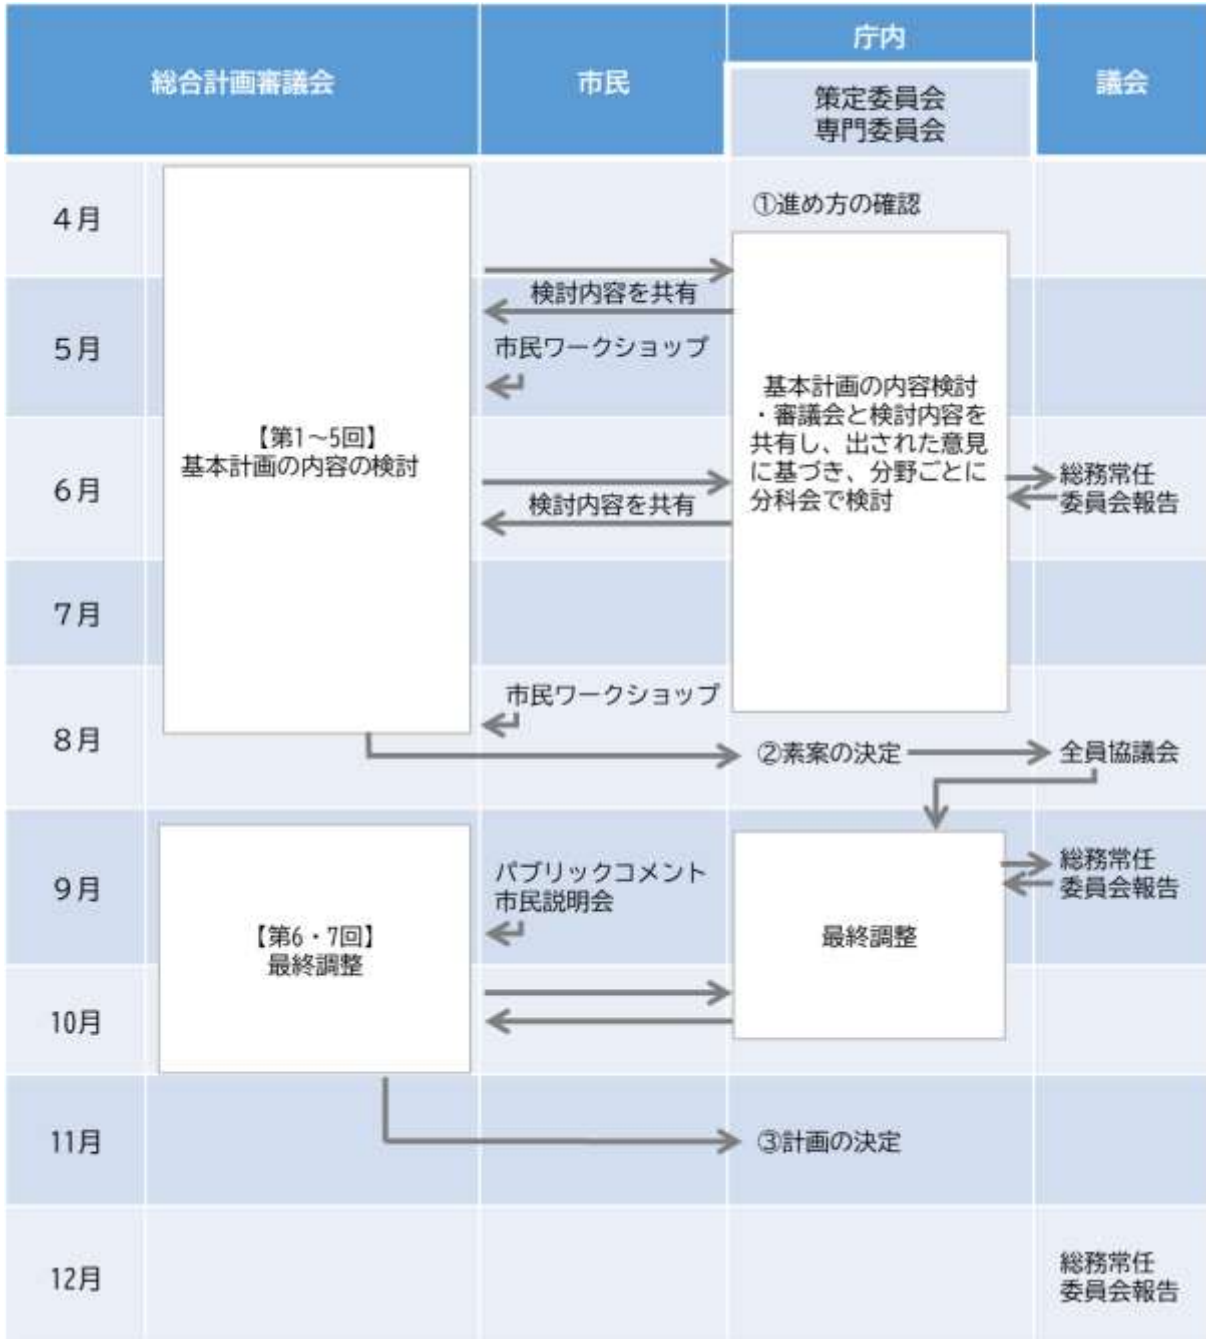 総合計画審議会
市民
庁内
策定委員会
専門委員会
議会
4月
①進め方の確認
検討内容を共有
5月
市民ワークショップ
【第1～5回】
基本計画の内容の検討
基本計画の内容検討
・審議会と検討内容を
共有し、出された意見
に基づき、分野ごとに
分科会で検討
6月
検討内容を共有
総務常任
委員会報告
7月
8月
市民ワークショップ
②素案の決定
全員協議会
9月
パブリックコメント
市民説明会
総務常任
委員会報告
【第6・7回】
最終調整
最終調整
10月
11月
③計画の決定
12月
総務常任
委員会報告